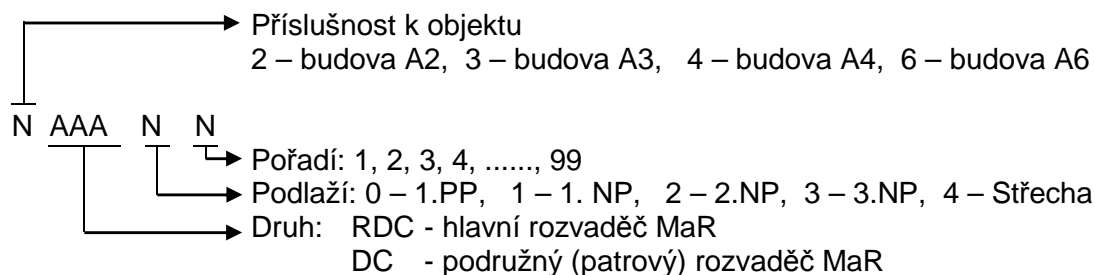 Příslušnost k objektu
2 – budova A2, 3 – budova A3, 4 – budova A4, 6 – budova A6
N AAA N N
Pořadí: 1, 2, 3, 4, ......, 99
Podlaží: 0 – 1.PP, 1 – 1. NP, 2 – 2.NP, 3 – 3.NP, 4 – Střecha
Druh: RDC - hlavní rozvaděč MaR
DC - podružný (patrový) rozvaděč MaR